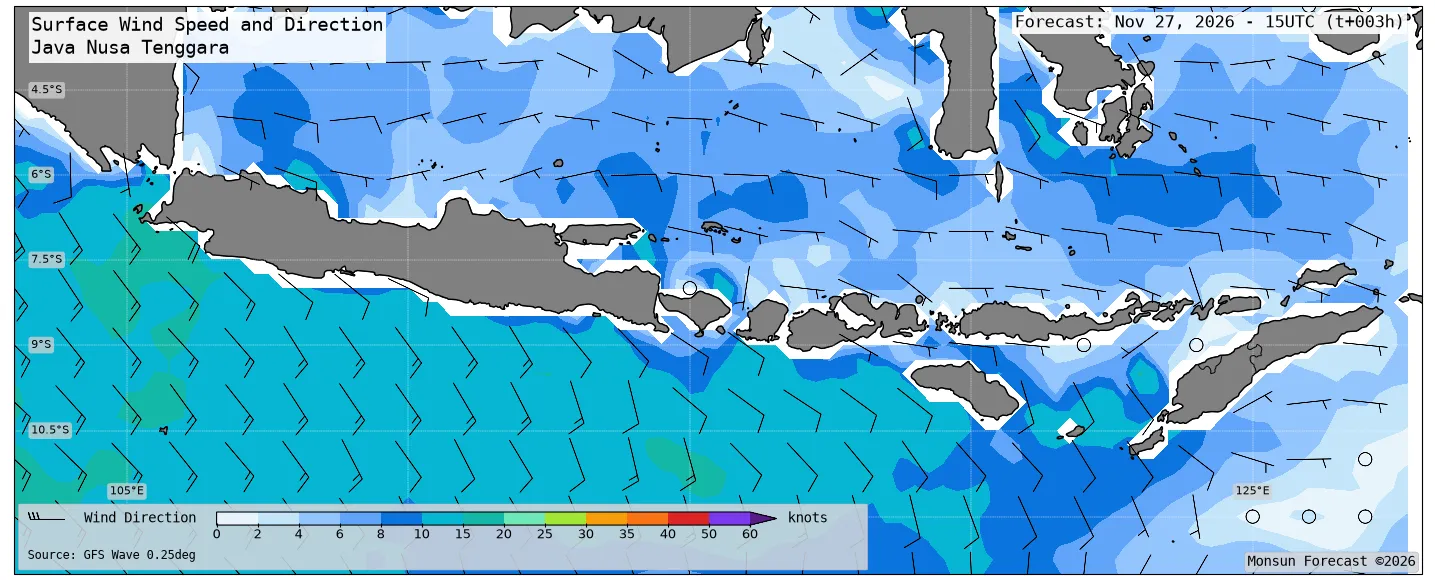 Surface Wind Speed and Direction
Java Nusa Tenggara
Forecast: Nov 27, 2026 - 15UTC (t+003h)
4.5°S
6°S
7.5°S
9°S
10.5°S
105°E
125°E
Wind Direction
0 2 4 6 8 10 15 20 25 30 35 40 50 60
knots
Source: GFS Wave 0.25deg
Monsun Forecast ©2026